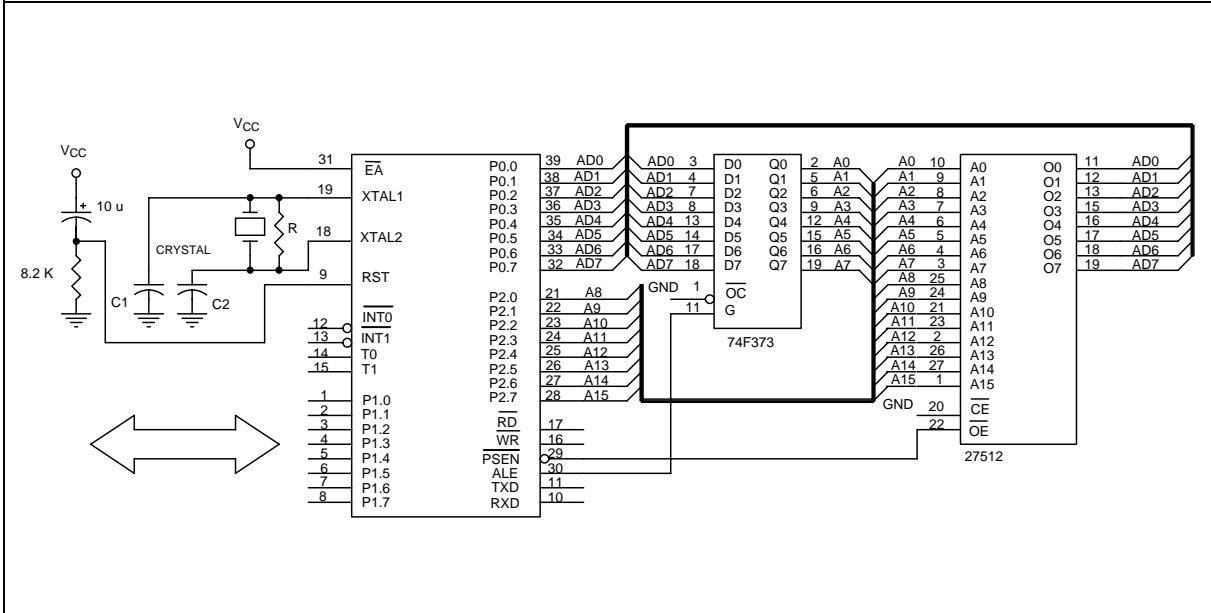 VCC
10 u
8.2 K
VCC
CRYSTAL
R
C1
C2
31 EA
19 XTAL1
18 XTAL2
9 RST
12 INT0
13 INT1
14 T0
15 T1
1 P1.0
2 P1.1
3 P1.2
4 P1.3
5 P1.4
6 P1.5
7 P1.6
8 P1.7
P0.0 39 AD0
P0.1 38 AD1
P0.2 37 AD2
P0.3 36 AD3
P0.4 35 AD4
P0.5 34 AD5
P0.6 33 AD6
P0.7 32 AD7
P2.0 21 A8
P2.1 22 A9
P2.2 23 A10
P2.3 24 A11
P2.4 25 A12
P2.5 26 A13
P2.6 27 A14
P2.7 28 A15
RD 17
WR 16
PSEN 29
ALE 30
TXD 11
RXD 10
AD0 3 D0 Q0 2 A0
AD1 4 D1 Q1 5 A1
AD2 7 D2 Q2 6 A2
AD3 8 D3 Q3 9 A3
AD4 13 D4 Q4 12 A4
AD5 14 D5 Q5 15 A5
AD6 17 D6 Q6 16 A6
AD7 18 D7 Q7 19 A7
GND 1 OC
11 G
74F373
A0 10 A0
A1 9 A1
A2 8 A2
A3 7 A3
A4 6 A4
A5 5 A5
A6 4 A6
A7 3 A7
A8 25 A8
A9 24 A9
A10 21 A10
A11 23 A11
A12 2 A12
A13 26 A13
A14 27 A14
A15 1 A15
GND 20 CE
22 OE
O0 11 AD0
O1 12 AD1
O2 13 AD2
O3 15 AD3
O4 16 AD4
O5 17 AD5
O6 18 AD6
O7 19 AD7
27512